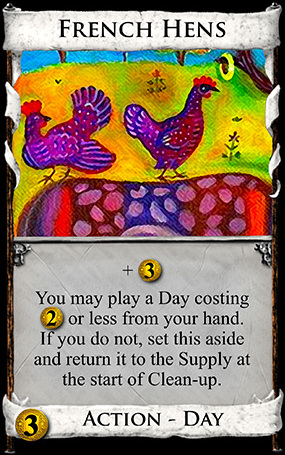 FRENCH HENS
+ 3
You may play a Day costing
2 or less from your hand.
If you do not, set this aside
and return it to the Supply at
the start of Clean-up.
3 ACTION - DAY